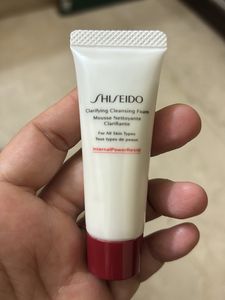 SHISEIDO
Clarifying Cleansing Foam
Mousse Nettoyante
Clarifiante
For All Skin Types
Tous types de peaux
InternalPowerResist